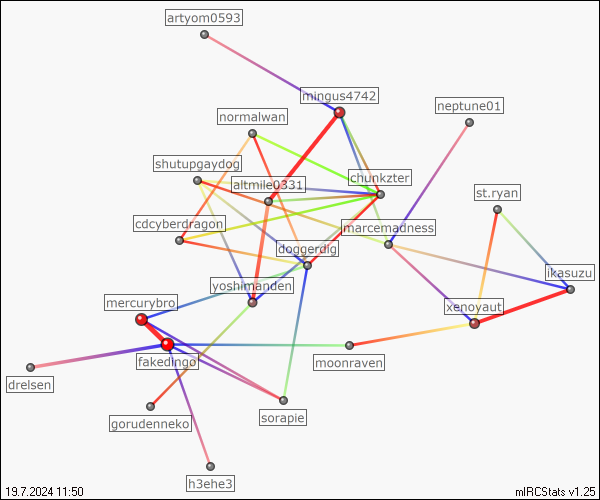 artyom0593
mingus4742
neptune01
normalwan
shutupgaydog
chunkzter
altmile0331
st.ryan
cdcyberdragon
marcemadness
doggerdig
ikasuzu
yoshimanden
mercurybro
xenoyaut
fakedingo
moonraven
drelsen
sorapie
gorudenneko
h3ehe3
19.7.2024 11:50
mIRCStats v1.25